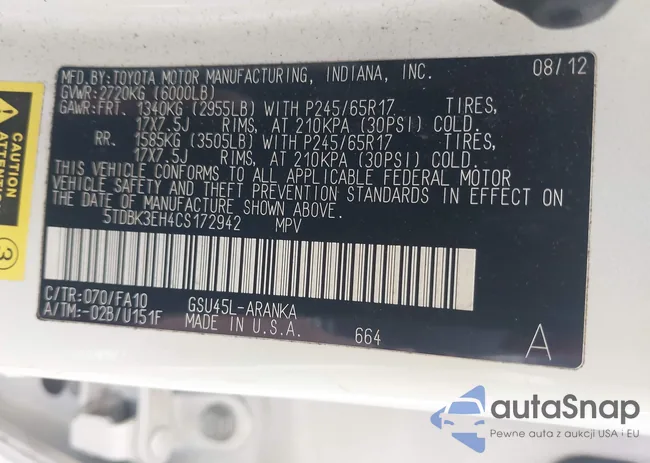 MFD.BY:TOYOTA MOTOR MANUFACTURING, INDIANA, INC. 08/12
GVWR:2720KG (6000LB)
GAWR:FRT. 1340KG (2955LB) WITH P245/65R17 TIRES,
17X7.5J RIMS, AT 210KPA (30PSI) COLD.
RR. 1585KG (3505LB) WITH P245/65R17 TIRES,
17X7.5J RIMS, AT 210KPA (30PSI) COLD.
THIS VEHICLE CONFORMS TO ALL APPLICABLE FEDERAL MOTOR
VEHICLE SAFETY AND THEFT PREVENTION STANDARDS IN EFFECT ON
THE DATE OF MANUFACTURE SHOWN ABOVE.
5TDBK3EH4CS172942 MPV
C/TR:070/FA10 GSU45L-ARANKA
A/TM:-02B/U151F MADE IN U.S.A. 664 A
CAUTION
ATTENTI
3
autaSnap
Pewne auta z aukcji USA i EU